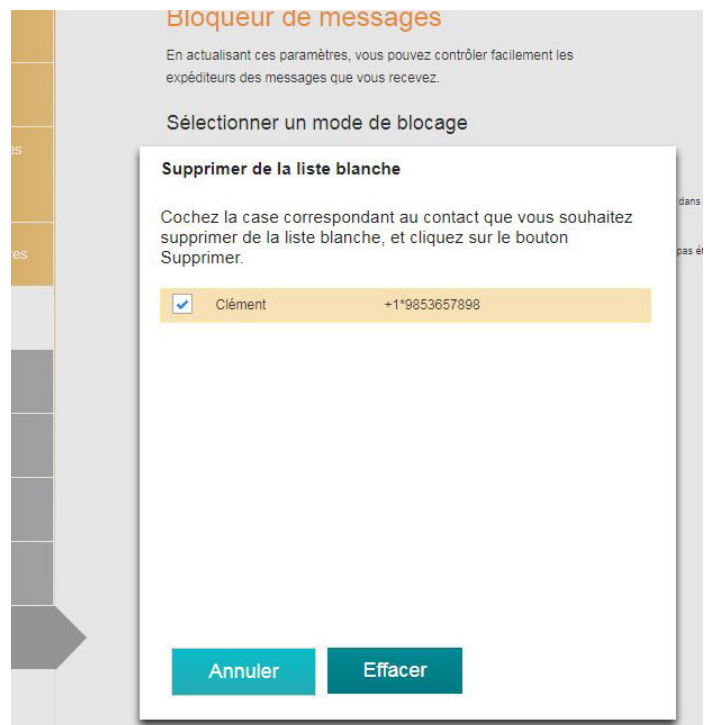 Bloqueur de messages
En actualisant ces paramètres, vous pouvez contrôler facilement les
expéditeurs des messages que vous recevez.
Sélectionner un mode de blocage
Supprimer de la liste blanche
dans
Cochez la case correspondant au contact que vous souhaitez
supprimer de la liste blanche, et cliquez sur le bouton
Supprimer.
pas
Clément +1*9853657898
Annuler Effacer